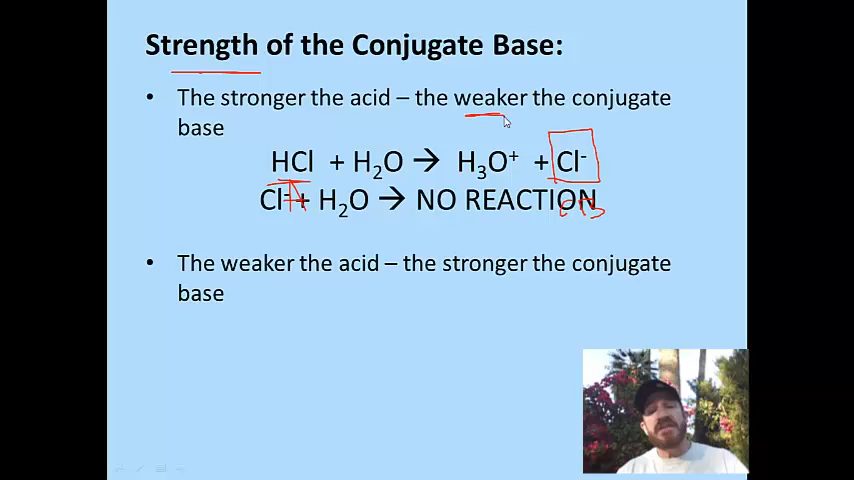 Strength of the Conjugate Base:
• The stronger the acid – the weaker the conjugate
base
HCl + H₂O → H₃O⁺ + Cl⁻
Cl⁻ + H₂O → NO REACTION
• The weaker the acid – the stronger the conjugate
base